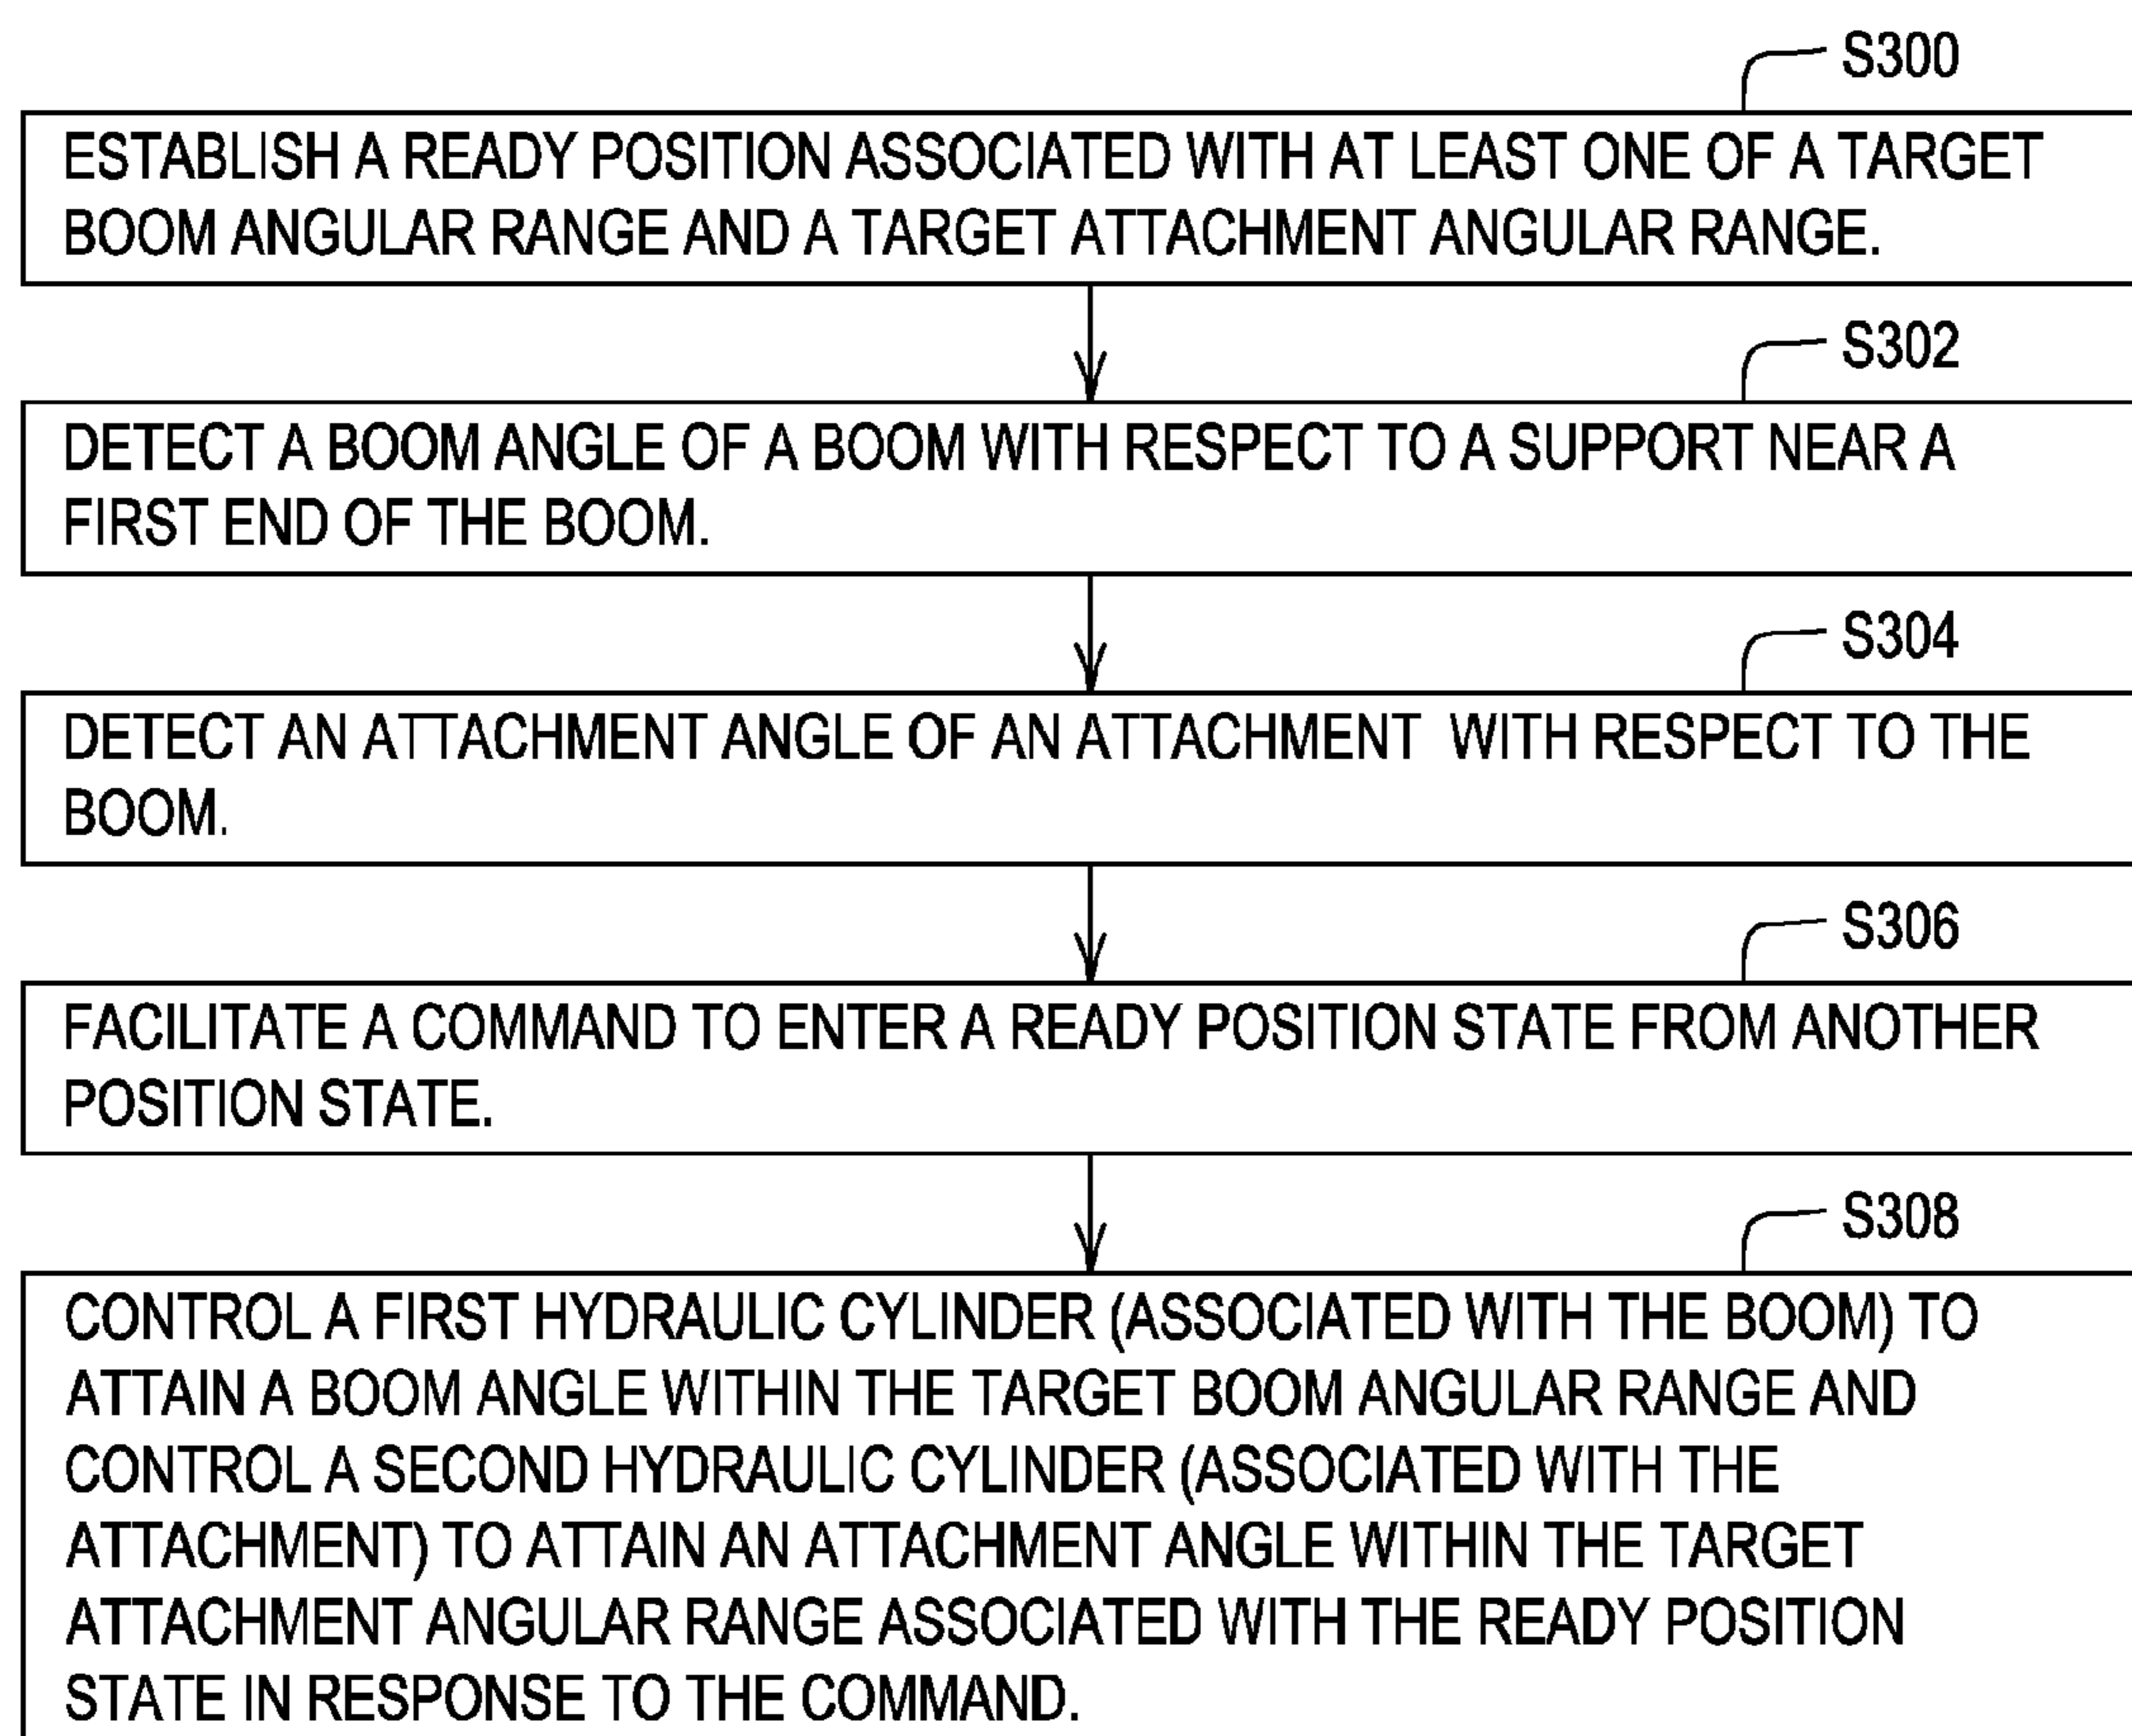 S300
ESTABLISH A READY POSITION ASSOCIATED WITH AT LEAST ONE OF A TARGET
BOOM ANGULAR RANGE AND A TARGET ATTACHMENT ANGULAR RANGE.
S302
DETECT A BOOM ANGLE OF A BOOM WITH RESPECT TO A SUPPORT NEAR A
FIRST END OF THE BOOM.
S304
DETECT AN ATTACHMENT ANGLE OF AN ATTACHMENT WITH RESPECT TO THE
BOOM.
S306
FACILITATE A COMMAND TO ENTER A READY POSITION STATE FROM ANOTHER
POSITION STATE.
S308
CONTROL A FIRST HYDRAULIC CYLINDER (ASSOCIATED WITH THE BOOM) TO
ATTAIN A BOOM ANGLE WITHIN THE TARGET BOOM ANGULAR RANGE AND
CONTROL A SECOND HYDRAULIC CYLINDER (ASSOCIATED WITH THE
ATTACHMENT) TO ATTAIN AN ATTACHMENT ANGLE WITHIN THE TARGET
ATTACHMENT ANGULAR RANGE ASSOCIATED WITH THE READY POSITION
STATE IN RESPONSE TO THE COMMAND.